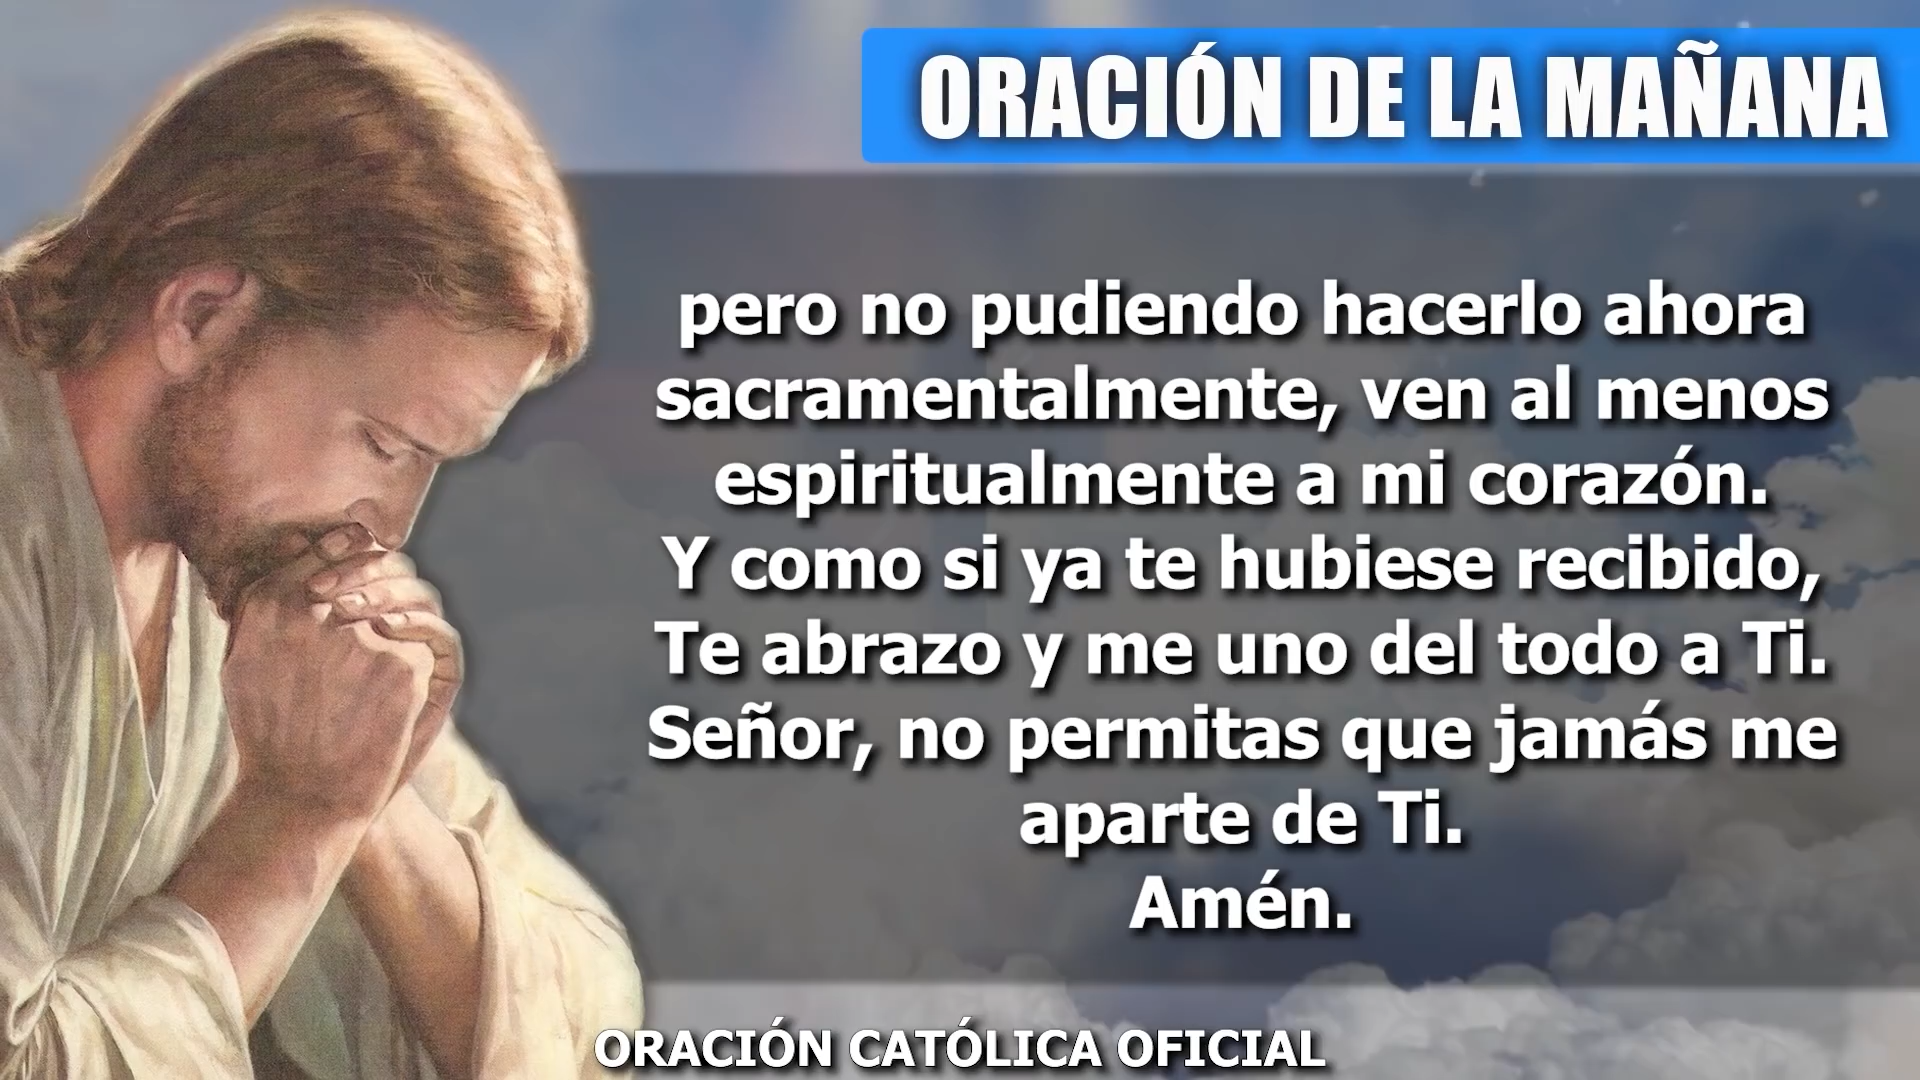 ORACIÓN DE LA MAÑANA
pero no pudiendo hacerlo ahora
sacramentalmente, ven al menos
espiritualmente a mi corazón.
Y como si ya te hubiese recibido,
Te abrazo y me uno del todo a Ti.
Señor, no permitas que jamás me
aparte de Ti.
Amén.
ORACIÓN CATÓLICA OFICIAL